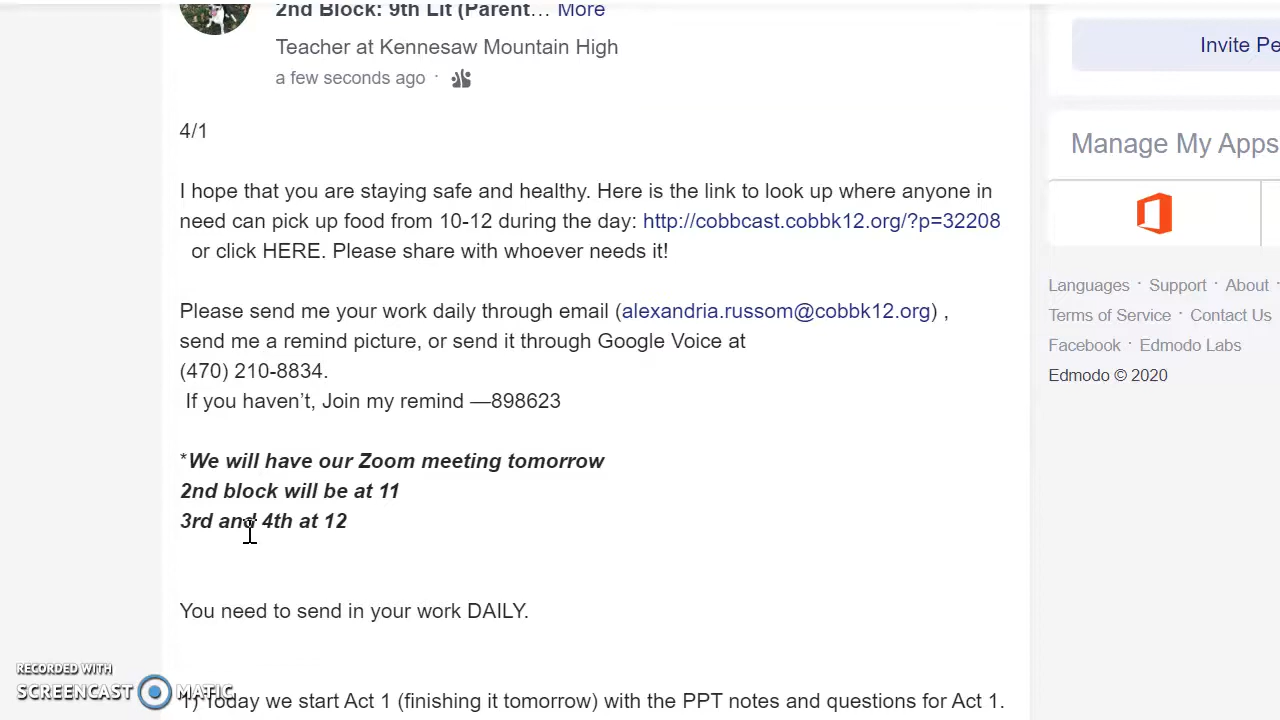 2nd Block: 9th Lit (Parent… More
Teacher at Kennesaw Mountain High
a few seconds ago ·
4/1
I hope that you are staying safe and healthy. Here is the link to look up where anyone in
need can pick up food from 10-12 during the day: http://cobbcast.cobbk12.org/?p=32208
or click HERE. Please share with whoever needs it!
Please send me your work daily through email (alexandria.russom@cobbk12.org) ,
send me a remind picture, or send it through Google Voice at
(470) 210-8834.
If you haven’t, Join my remind —898623
*We will have our Zoom meeting tomorrow
2nd block will be at 11
3rd and 4th at 12
You need to send in your work DAILY.
1) Today we start Act 1 (finishing it tomorrow) with the PPT notes and questions for Act 1.
Invite Pe
Manage My Apps
Languages · Support · About ·
Terms of Service · Contact Us
Facebook · Edmodo Labs
Edmodo © 2020
RECORDED WITH
SCREENCAST MATIC